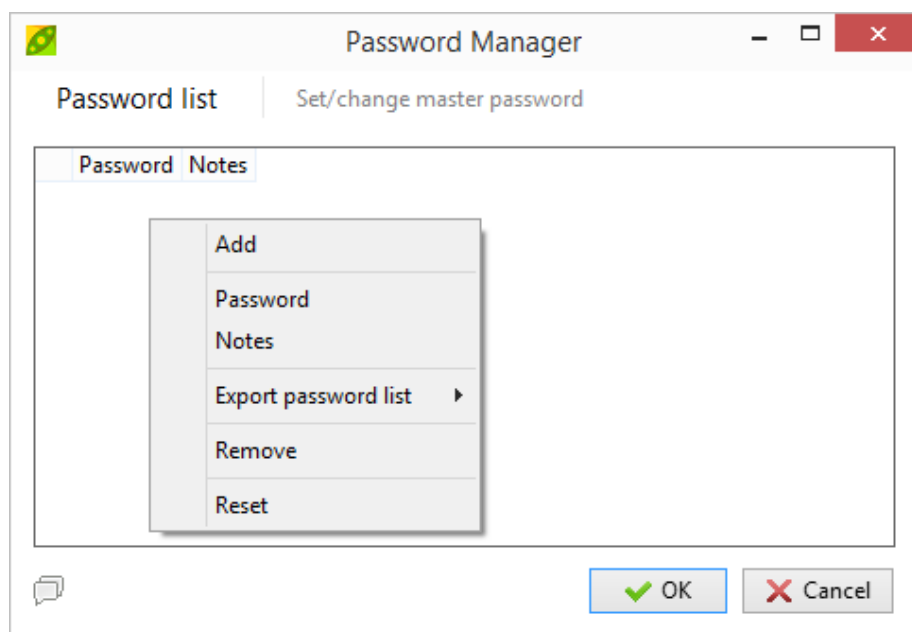 Password Manager
Password list Set/change master password
Password Notes
Add
Password
Notes
Export password list
Remove
Reset
OK Cancel